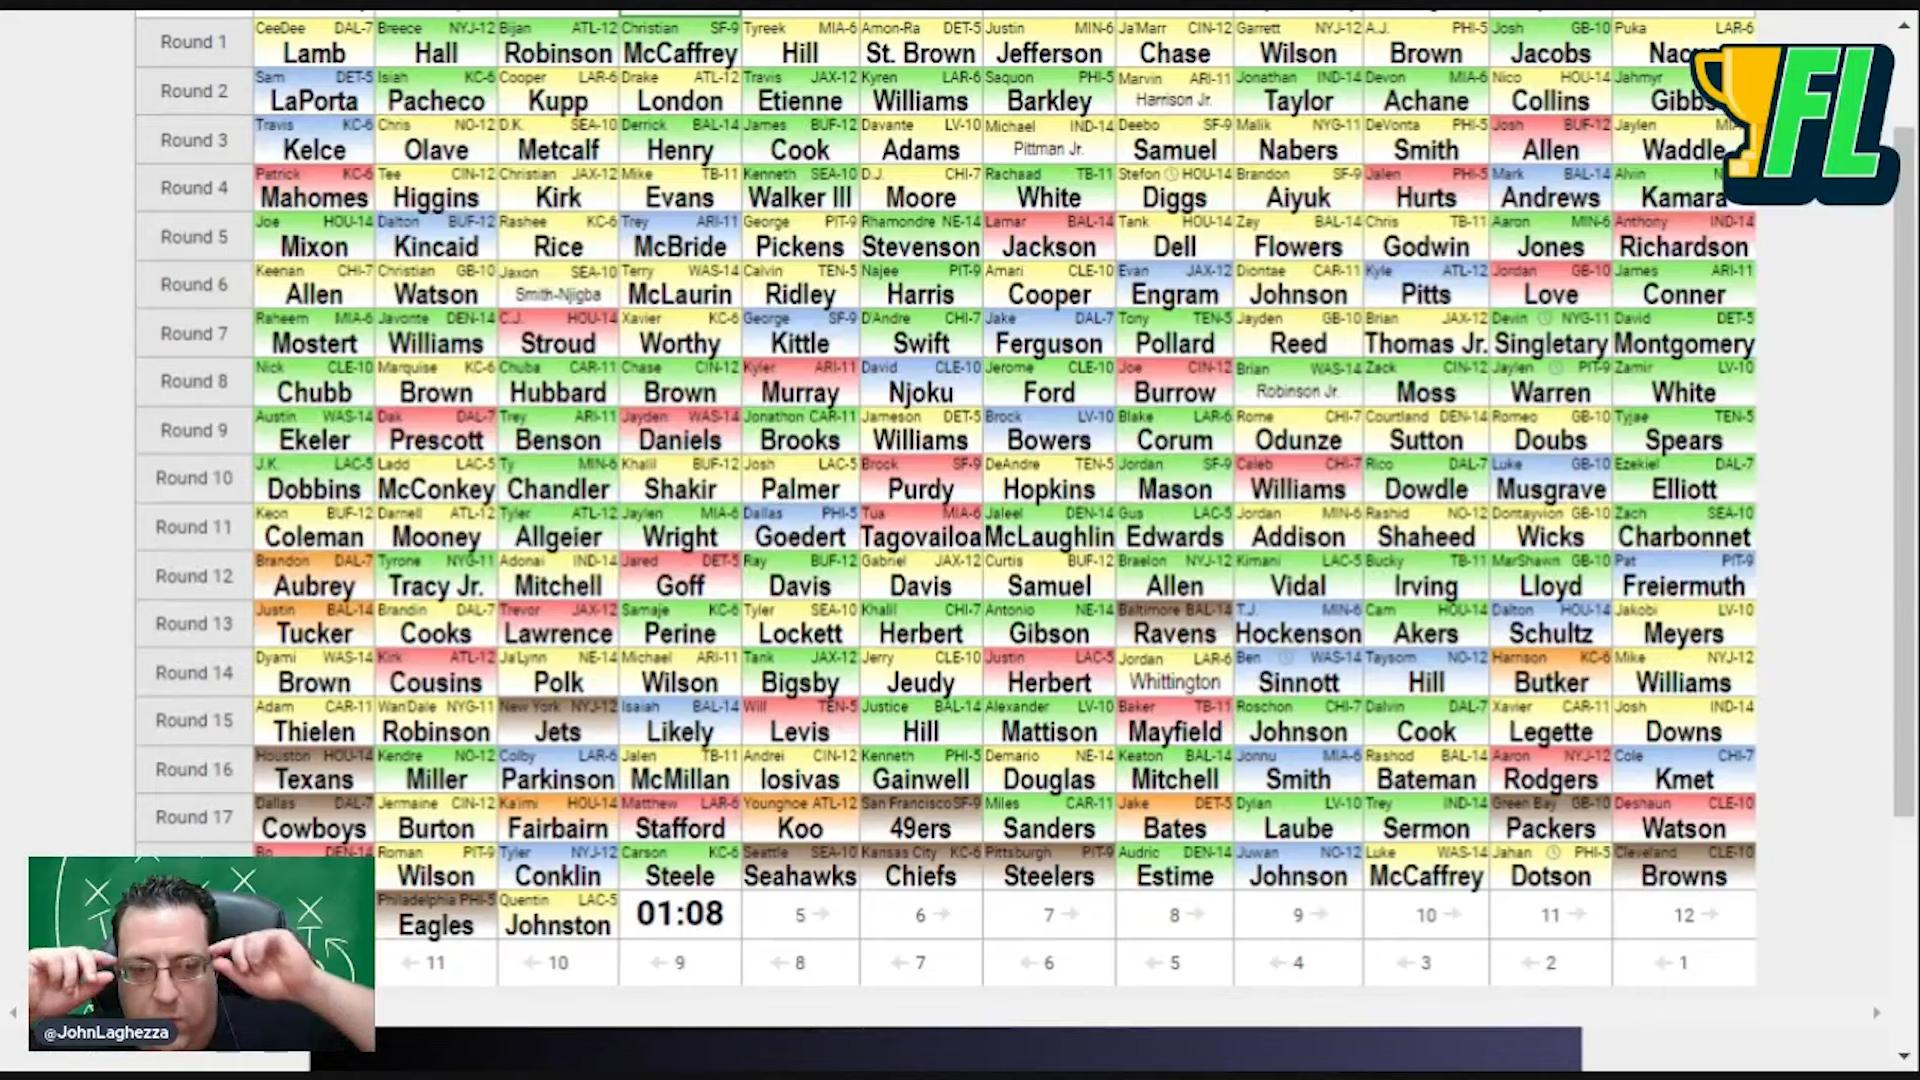 Round 1 CeeDee DAL-7 Lamb Breece NYJ-12 Hall Bijan ATL-12 Robinson Christian SF-9 McCaffrey Tyreek MIA-6 Hill Amon-Ra DET-5 St. Brown Justin MIN-6 Jefferson Ja'Marr CIN-12 Chase Garrett NYJ-12 Wilson A.J. PHI-5 Brown Josh GB-10 Jacobs Puka LAR-6
Round 2 Sam DET-5 LaPorta Isiah KC-6 Pacheco Cooper LAR-6 Kupp Drake ATL-12 London Travis JAX-12 Etienne Kyren LAR-6 Williams Saquon PHI-5 Barkley Marvin ARI-11 Harrison Jr. Jonathan IND-14 Taylor Devon MIA-6 Achane Nico HOU-14 Collins Jahmyr
Round 3 Travis KC-6 Kelce Chris NO-12 Olave D.K. SEA-10 Metcalf Derrick BAL-14 Henry James BUF-12 Cook Davante LV-10 Adams Michael IND-14 Pittman Jr. Deebo SF-9 Samuel Malik NYG-11 Nabers DeVonta PHI-5 Smith Josh BUF-12 Allen Jaylen Waddle
Round 4 Patrick KC-6 Mahomes Tee CIN-12 Higgins Christian JAX-12 Kirk Mike TB-11 Evans Kenneth SEA-10 Walker III D.J. CHI-7 Moore Rachaad TB-11 White Stefon HOU-14 Diggs Brandon SF-9 Aiyuk Jalen PHI-5 Hurts Mark BAL-14 Andrews Alvin Kamara
Round 5 Joe HOU-14 Mixon Dalton BUF-12 Kincaid Rashee KC-6 Rice Trey ARI-11 McBride George PIT-9 Pickens Rhamondre NE-14 Stevenson Lamar BAL-14 Jackson Tank HOU-14 Dell Zay BAL-14 Flowers Chris TB-11 Godwin Aaron MIN-6 Jones Anthony IND-14 Richardson
Round 6 Keenan CHI-7 Allen Christian GB-10 Watson Jaxon SEA-10 Smith-Njigba Terry WAS-14 McLaurin Calvin TEN-5 Ridley Najee PIT-9 Harris Amari CLE-10 Cooper Evan JAX-12 Engram Diontae CAR-11 Johnson Kyle ATL-12 Pitts Jordan GB-10 Love James ARI-11 Conner
Round 7 Raheem MIA-6 Mostert Javonte DEN-14 Williams C.J. HOU-14 Stroud Xavier KC-6 Worthy George SF-9 Kittle D'Andre CHI-7 Swift Jake DAL-7 Ferguson Tony TEN-5 Pollard Jayden GB-10 Reed Brian JAX-12 Thomas Jr. Devin NYG-11 Singletary David DET-5 Montgomery
Round 8 Nick CLE-10 Chubb Marquise KC-6 Brown Chuba CAR-11 Hubbard Chase CIN-12 Brown Kyler ARI-11 Murray David CLE-10 Njoku Jerome CLE-10 Ford Joe CIN-12 Burrow Brian WAS-14 Robinson Jr. Zack CIN-12 Moss Jaylen PIT-9 Warren Zamir LV-10 White
Round 9 Austin WAS-14 Ekeler Dak DAL-7 Prescott Trey ARI-11 Benson Jayden WAS-14 Daniels Jonathon CAR-11 Brooks Jameson DET-5 Williams Brock LV-10 Bowers Blake LAR-6 Corum Rome CHI-7 Odunze Courtland DEN-14 Sutton Romeo GB-10 Doubs Tyjae TEN-5 Spears
Round 10 J.K. LAC-5 Dobbins Ladd LAC-5 McConkey Ty MIN-6 Chandler Khalil BUF-12 Shakir Josh LAC-5 Palmer Brock SF-9 Purdy DeAndre TEN-5 Hopkins Jordan SF-9 Mason Caleb CHI-7 Williams Rico DAL-7 Dowdle Luke GB-10 Musgrave Ezekiel DAL-7 Elliott
Round 11 Keon BUF-12 Coleman Darnell ATL-12 Mooney Tyler ATL-12 Allgeier Jaylen MIA-6 Wright Dallas PHI-5 Goedert Tua MIA-6 Tagovailoa Jaleel DEN-14 McLaughlin Gus LAC-5 Edwards Jordan MIN-6 Addison Rashid NO-12 Shaheed Dontayvion GB-10 Wicks Zach SEA-10 Charbonnet
Round 12 Brandon DAL-7 Aubrey Tyrone NYG-11 Tracy Jr. Adonai IND-14 Mitchell Jared DET-5 Goff Ray BUF-12 Davis Gabriel JAX-12 Davis Curtis BUF-12 Samuel Braelon NYJ-12 Allen Kimani LAC-5 Vidal Bucky TB-11 Irving MarShawn GB-10 Lloyd Pat PIT-9 Freiermuth
Round 13 Justin BAL-14 Tucker Brandin DAL-7 Cooks Trevor JAX-12 Lawrence Samaje KC-6 Perine Tyler SEA-10 Lockett Khalil CHI-7 Herbert Antonio NE-14 Gibson Baltimore BAL-14 Ravens T.J. MIN-6 Hockenson Cam HOU-14 Akers Dalton HOU-14 Schultz Jakobi LV-10 Meyers
Round 14 Dyami WAS-14 Brown Kirk ATL-12 Cousins Ja'Lynn NE-14 Polk Michael ARI-11 Wilson Tank JAX-12 Bigsby Jerry CLE-10 Jeudy Justin LAC-5 Herbert Jordan LAR-6 Whittington Ben WAS-14 Sinnott Taysom NO-12 Hill Harrison KC-6 Butker Mike NYJ-12 Williams
Round 15 Adam CAR-11 Thielen Wan'Dale NYG-11 Robinson New York NYJ-12 Jets Isaiah BAL-14 Likely Will TEN-5 Levis Justice BAL-14 Hill Alexander LV-10 Mattison Baker TB-11 Mayfield Roschon CHI-7 Johnson Dalvin DAL-7 Cook Xavier CAR-11 Legette Josh IND-14 Downs
Round 16 Houston HOU-14 Texans Kendre NO-12 Miller Colby LAR-6 Parkinson Jalen TB-11 McMillan Andrei CIN-12 Iosivas Kenneth PHI-5 Gainwell Demario NE-14 Douglas Keaton BAL-14 Mitchell Jonnu MIA-6 Smith Rashod BAL-14 Bateman Aaron NYJ-12 Rodgers Cole CHI-7 Kmet
Round 17 Dallas DAL-7 Cowboys Jermaine CIN-12 Burton Kaimi HOU-14 Fairbairn Matthew LAR-6 Stafford Younghoe ATL-12 Koo San Francisco SF-9 49ers Miles CAR-11 Sanders Jake DET-5 Bates Dylan LV-10 Laube Trey IND-14 Sermon Green Bay GB-10 Packers Deshaun CLE-10 Watson
Bo DEN-14 Roman PIT-9 Wilson Tyler NYJ-12 Conklin Carson KC-6 Steele Seattle SEA-10 Seahawks Kansas City KC-6 Chiefs Pittsburgh PIT-9 Steelers Audric DEN-14 Estime Juwan NO-12 Johnson Luke WAS-14 McCaffrey Jahan PHI-5 Dotson Cleveland CLE-10 Browns
Philadelphia PHI-5 Eagles Quentin LAC-5 Johnston 01:08 5 6 7 8 9 10 11 12
11 10 9 8 7 6 5 4 3 2 1
FL
@JohnLaghezza